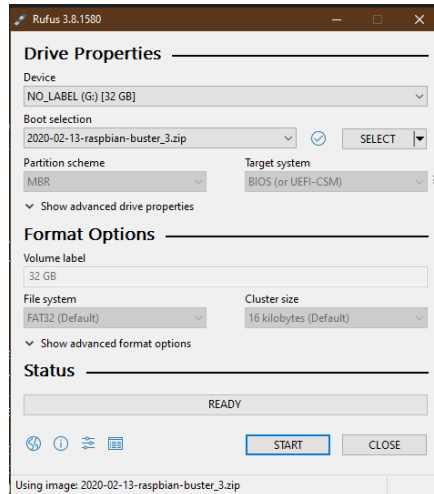 Rufus 3.8.1580
Drive Properties
Device
NO_LABEL (G:) [32 GB]
Boot selection
2020-02-13-raspbian-buster_3.zip SELECT
Partition scheme Target system
MBR BIOS (or UEFI-CSM)
Show advanced drive properties
Format Options
Volume label
32 GB
File system Cluster size
FAT32 (Default) 16 kilobytes (Default)
Show advanced format options
Status
READY
START CLOSE
Using image: 2020-02-13-raspbian-buster_3.zip